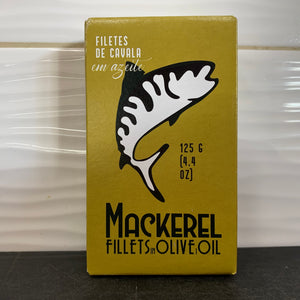 FILETES
DE CAVALA
em azeite
125 G
(4.4
OZ)
MACKEREL
FILLETS IN OLIVE OIL